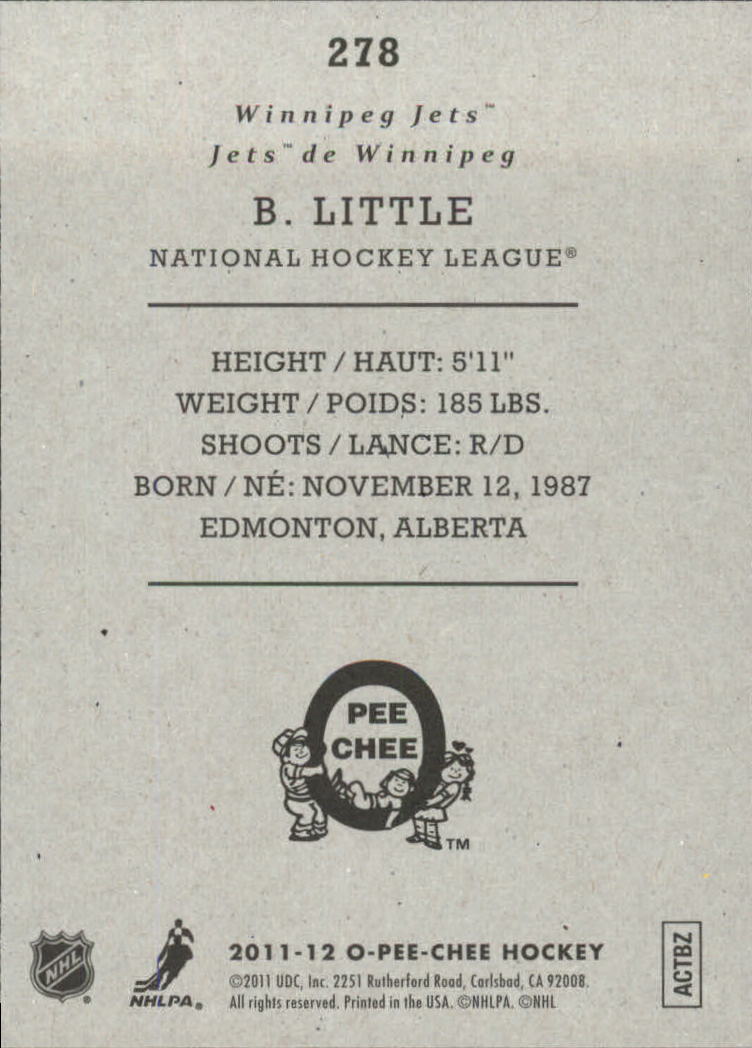 278
Winnipeg Jets™
Jets™ de Winnipeg
B. LITTLE
NATIONAL HOCKEY LEAGUE®
HEIGHT / HAUT: 5'11"
WEIGHT / POIDS: 185 LBS.
SHOOTS / LANCE: R/D
BORN / NÉ: NOVEMBER 12, 1987
EDMONTON, ALBERTA
O
PEE
CHEE
TM
NHL®
NHLPA®
2011-12 O-PEE-CHEE HOCKEY
©2011 UDC, Inc. 2251 Rutherford Road, Carlsbad, CA 92008.
All rights reserved. Printed in the USA. ©NHLPA. ©NHL
ACTBZ